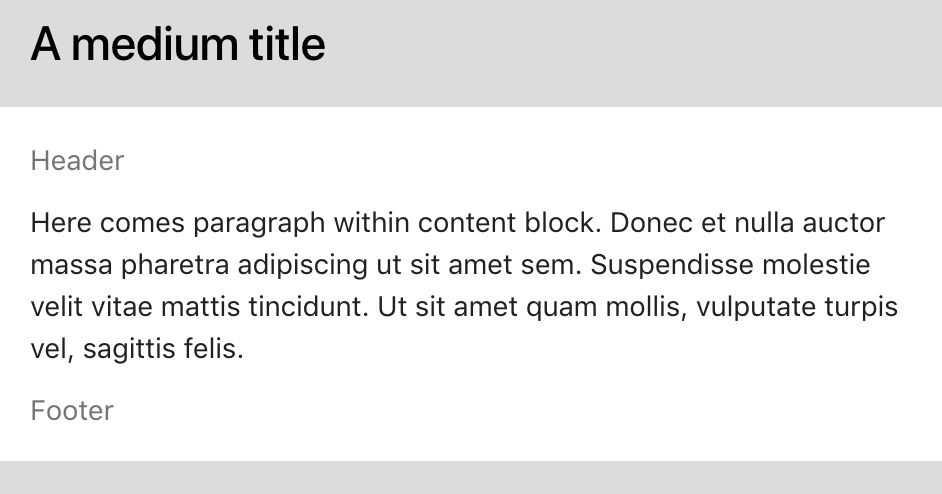 A medium title
Header
Here comes paragraph within content block. Donec et nulla auctor
massa pharetra adipiscing ut sit amet sem. Suspendisse molestie
velit vitae mattis tincidunt. Ut sit amet quam mollis, vulputate turpis
vel, sagittis felis.
Footer